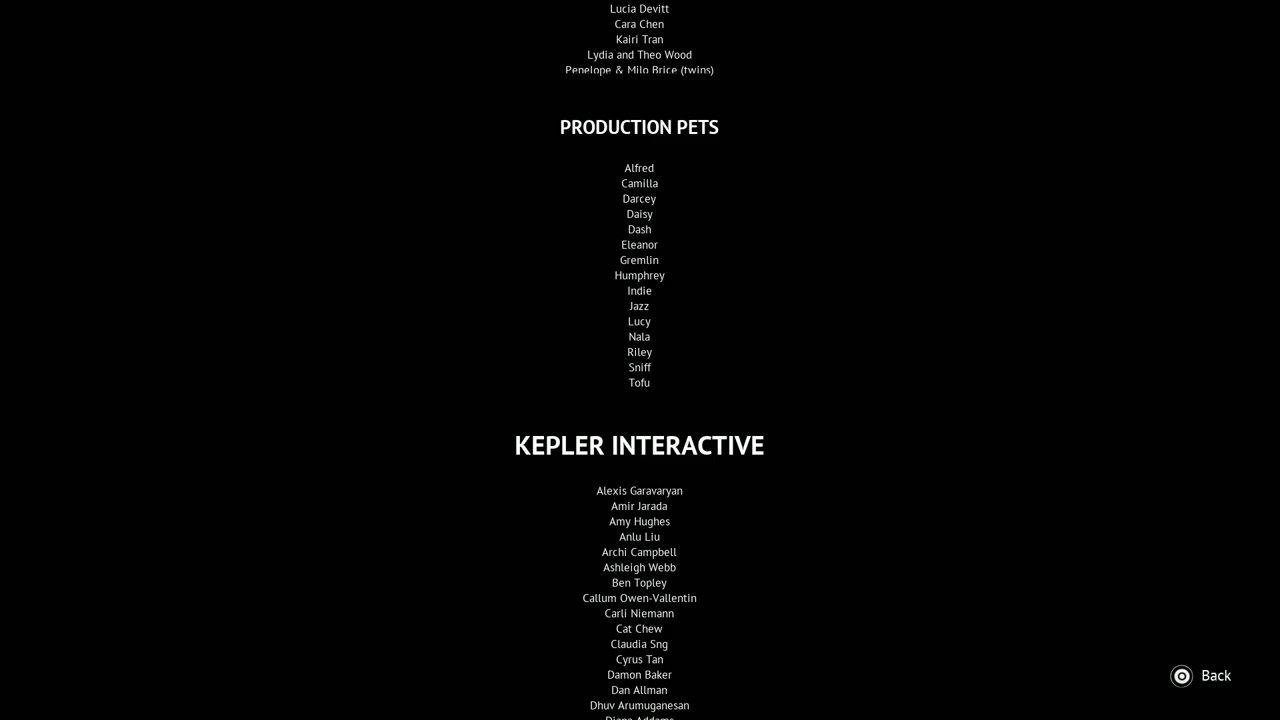 Lucia Devitt
Cara Chen
Kairi Tran
Lydia and Theo Wood
Penelope & Milo Brice (twins)
PRODUCTION PETS
Alfred
Camilla
Darcey
Daisy
Dash
Eleanor
Gremlin
Humphrey
Indie
Jazz
Lucy
Nala
Riley
Sniff
Tofu
KEPLER INTERACTIVE
Alexis Garavaryan
Amir Jarada
Amy Hughes
Anlu Liu
Archi Campbell
Ashleigh Webb
Ben Topley
Callum Owen-Vallentin
Carli Niemann
Cat Chew
Claudia Sng
Cyrus Tan
Damon Baker
Dan Allman
Dhuv Arumuganesan
Diana Addams
Back